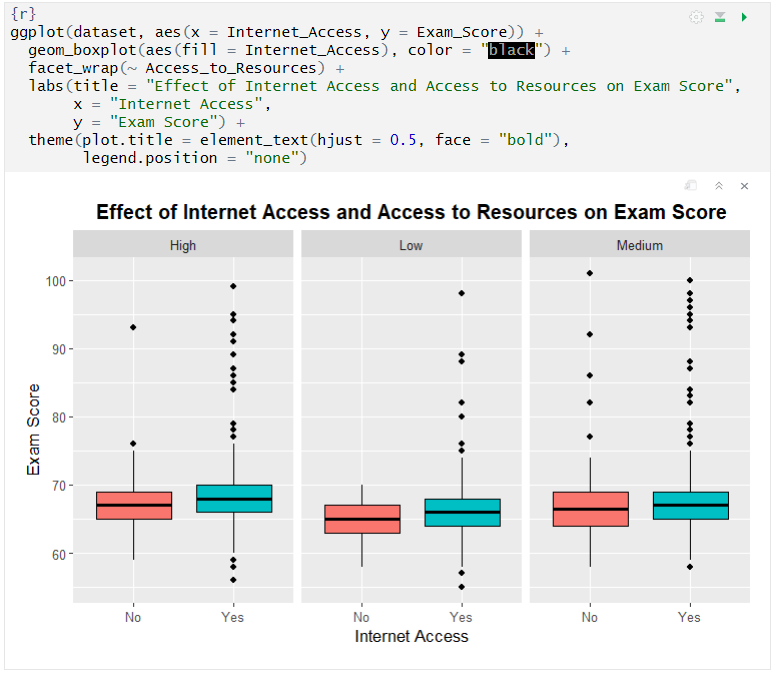 {r}
ggplot(dataset, aes(x = Internet_Access, y = Exam_Score)) +
  geom_boxplot(aes(fill = Internet_Access), color = "black") +
  facet_wrap(~ Access_to_Resources) +
  labs(title = "Effect of Internet Access and Access to Resources on Exam Score",
       x = "Internet Access",
       y = "Exam Score") +
  theme(plot.title = element_text(hjust = 0.5, face = "bold"),
        legend.position = "none")
Effect of Internet Access and Access to Resources on Exam Score
High Low Medium
100
90
80
70
60
Exam Score
No Yes No Yes No Yes
Internet Access